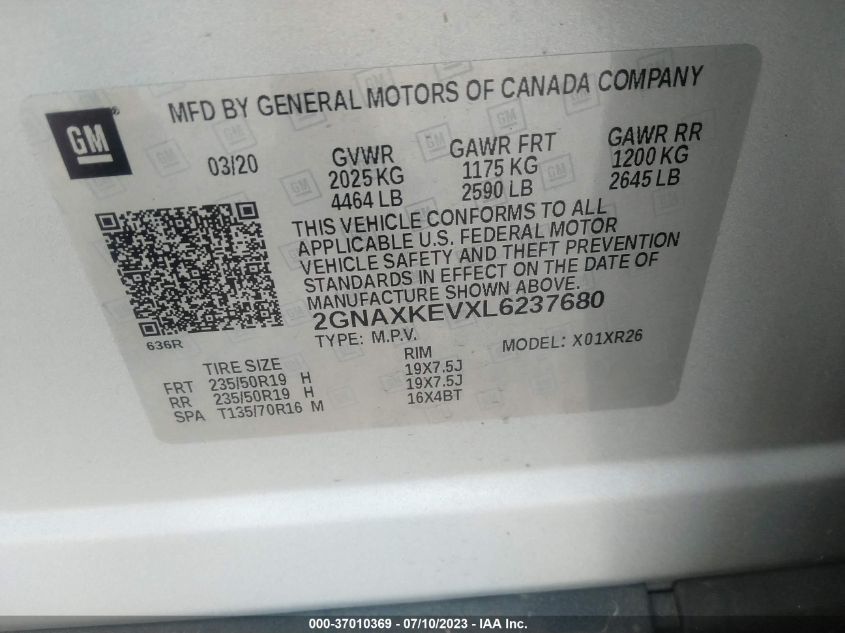 MFD BY GENERAL MOTORS OF CANADA COMPANY
GM ®
03/20
GVWR
2025 KG
4464 LB
GAWR FRT
1175 KG
2590 LB
GAWR RR
1200 KG
2645 LB
THIS VEHICLE CONFORMS TO ALL
APPLICABLE U.S. FEDERAL MOTOR
VEHICLE SAFETY AND THEFT PREVENTION
STANDARDS IN EFFECT ON THE DATE OF
MANUFACTURE SHOWN ABOVE.
2GNAXKEVXL6237680
636R
TYPE: M.P.V. MODEL: X01XR26
TIRE SIZE RIM
FRT 235/50R19 H 19X7.5J
RR 235/50R19 H 19X7.5J
SPA T135/70R16 M 16X4BT
000-37010369 - 07/10/2023 - IAA Inc.